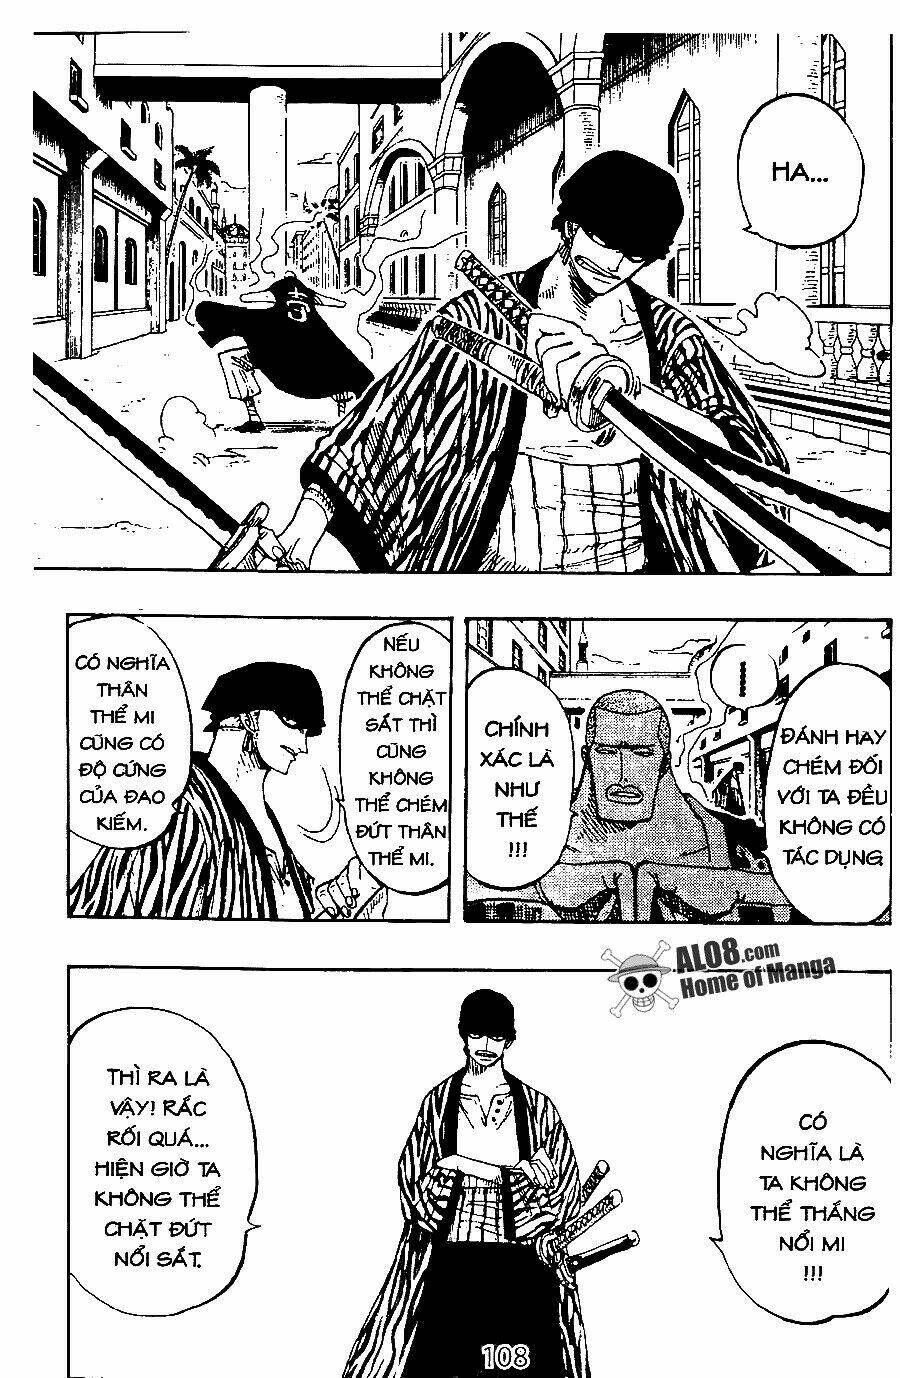 HA...
ĐÁNH HAY
CHÉM ĐỐI
VỚI TA ĐỀU
KHÔNG CÓ
TÁC DỤNG
CHÍNH
XÁC LÀ
NHƯ
THẾ
!!!
NẾU
KHÔNG
THỂ CHẶT
SẮT THÌ
CŨNG
KHÔNG
THỂ CHÉM
ĐỨT THÂN
THỂ MI.
CÓ NGHĨA
THÂN
THỂ MI
CŨNG CÓ
ĐỘ CỨNG
CỦA ĐAO
KIẾM.
AL08.com
Home of Manga
CÓ
NGHĨA LÀ
TA KHÔNG
THỂ THẮNG
NỔI MI
!!!
THÌ RA LÀ
VẬY! RẮC
RỐI QUÁ...
HIỆN GIỜ TA
KHÔNG THỂ
CHẶT ĐỨT
NỔI SẮT.
108